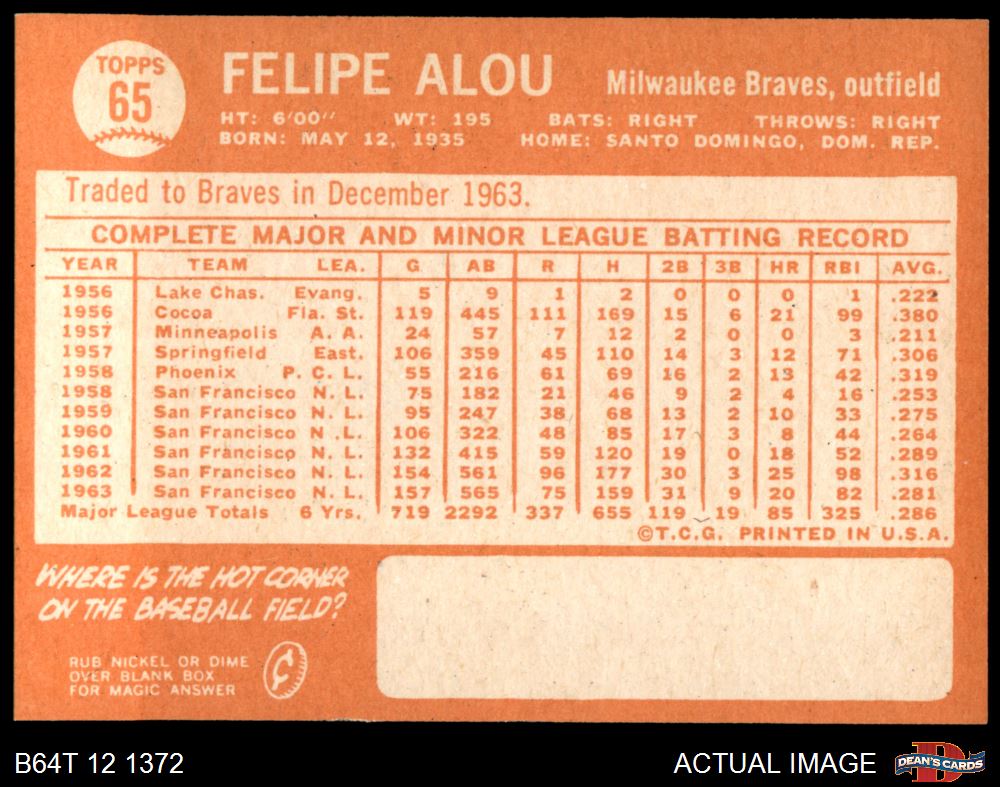 TOPPS
65
FELIPE ALOU
Milwaukee Braves, outfield
HT: 6'00" WT: 195 BATS: RIGHT THROWS: RIGHT
BORN: MAY 12, 1935 HOME: SANTO DOMINGO, DOM. REP.
Traded to Braves in December 1963.
COMPLETE MAJOR AND MINOR LEAGUE BATTING RECORD
YEAR TEAM LEA. G AB R H 2B 3B HR RBI AVG.
1956 Lake Chas. Evang. 5 9 1 2 0 0 0 1 .222
1956 Cocoa Fla. St. 119 445 111 169 15 6 21 99 .380
1957 Minneapolis A. A. 24 57 7 12 2 0 0 3 .211
1957 Springfield East. 106 359 45 110 14 3 12 71 .306
1958 Phoenix P. C. L. 55 216 61 69 16 2 13 42 .319
1958 San Francisco N. L. 75 182 21 46 9 2 4 16 .253
1959 San Francisco N. L. 95 247 38 68 13 2 10 33 .275
1960 San Francisco N .L. 106 322 48 85 17 3 8 44 .264
1961 San Francisco N. L. 132 415 59 120 19 0 18 52 .289
1962 San Francisco N. L. 154 561 96 177 30 3 25 98 .316
1963 San Francisco N. L. 157 565 75 159 31 9 20 82 .281
Major League Totals 6 Yrs. 719 2292 337 655 119 19 85 325 .286
©T.C.G. PRINTED IN U.S.A.
WHERE IS THE HOT CORNER
ON THE BASEBALL FIELD?
RUB NICKEL OR DIME
OVER BLANK BOX
FOR MAGIC ANSWER
¢
B64T 12 1372
ACTUAL IMAGE
DEAN'S CARDS